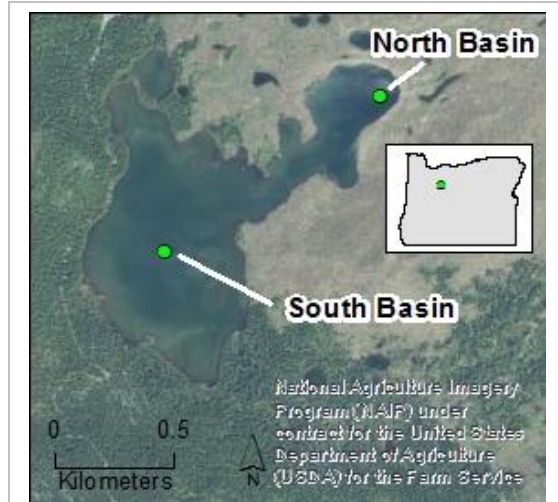 North Basin
South Basin
National Agriculture Imagery
Program (NAIP) under
contract for the United States
Department of Agriculture
(USDA) for the Farm Service
0 0.5
Kilometers
N